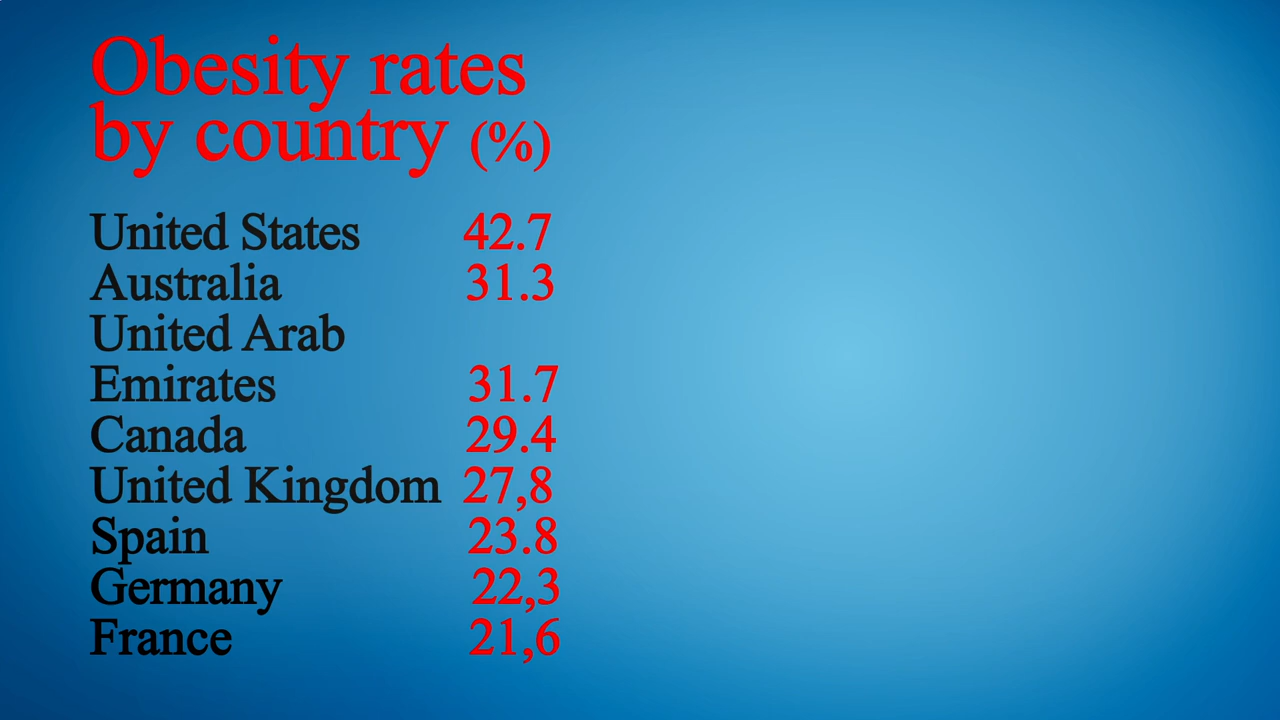 Obesity rates
by country (%)
United States 42.7
Australia 31.3
United Arab
Emirates 31.7
Canada 29.4
United Kingdom 27,8
Spain 23.8
Germany 22,3
France 21,6